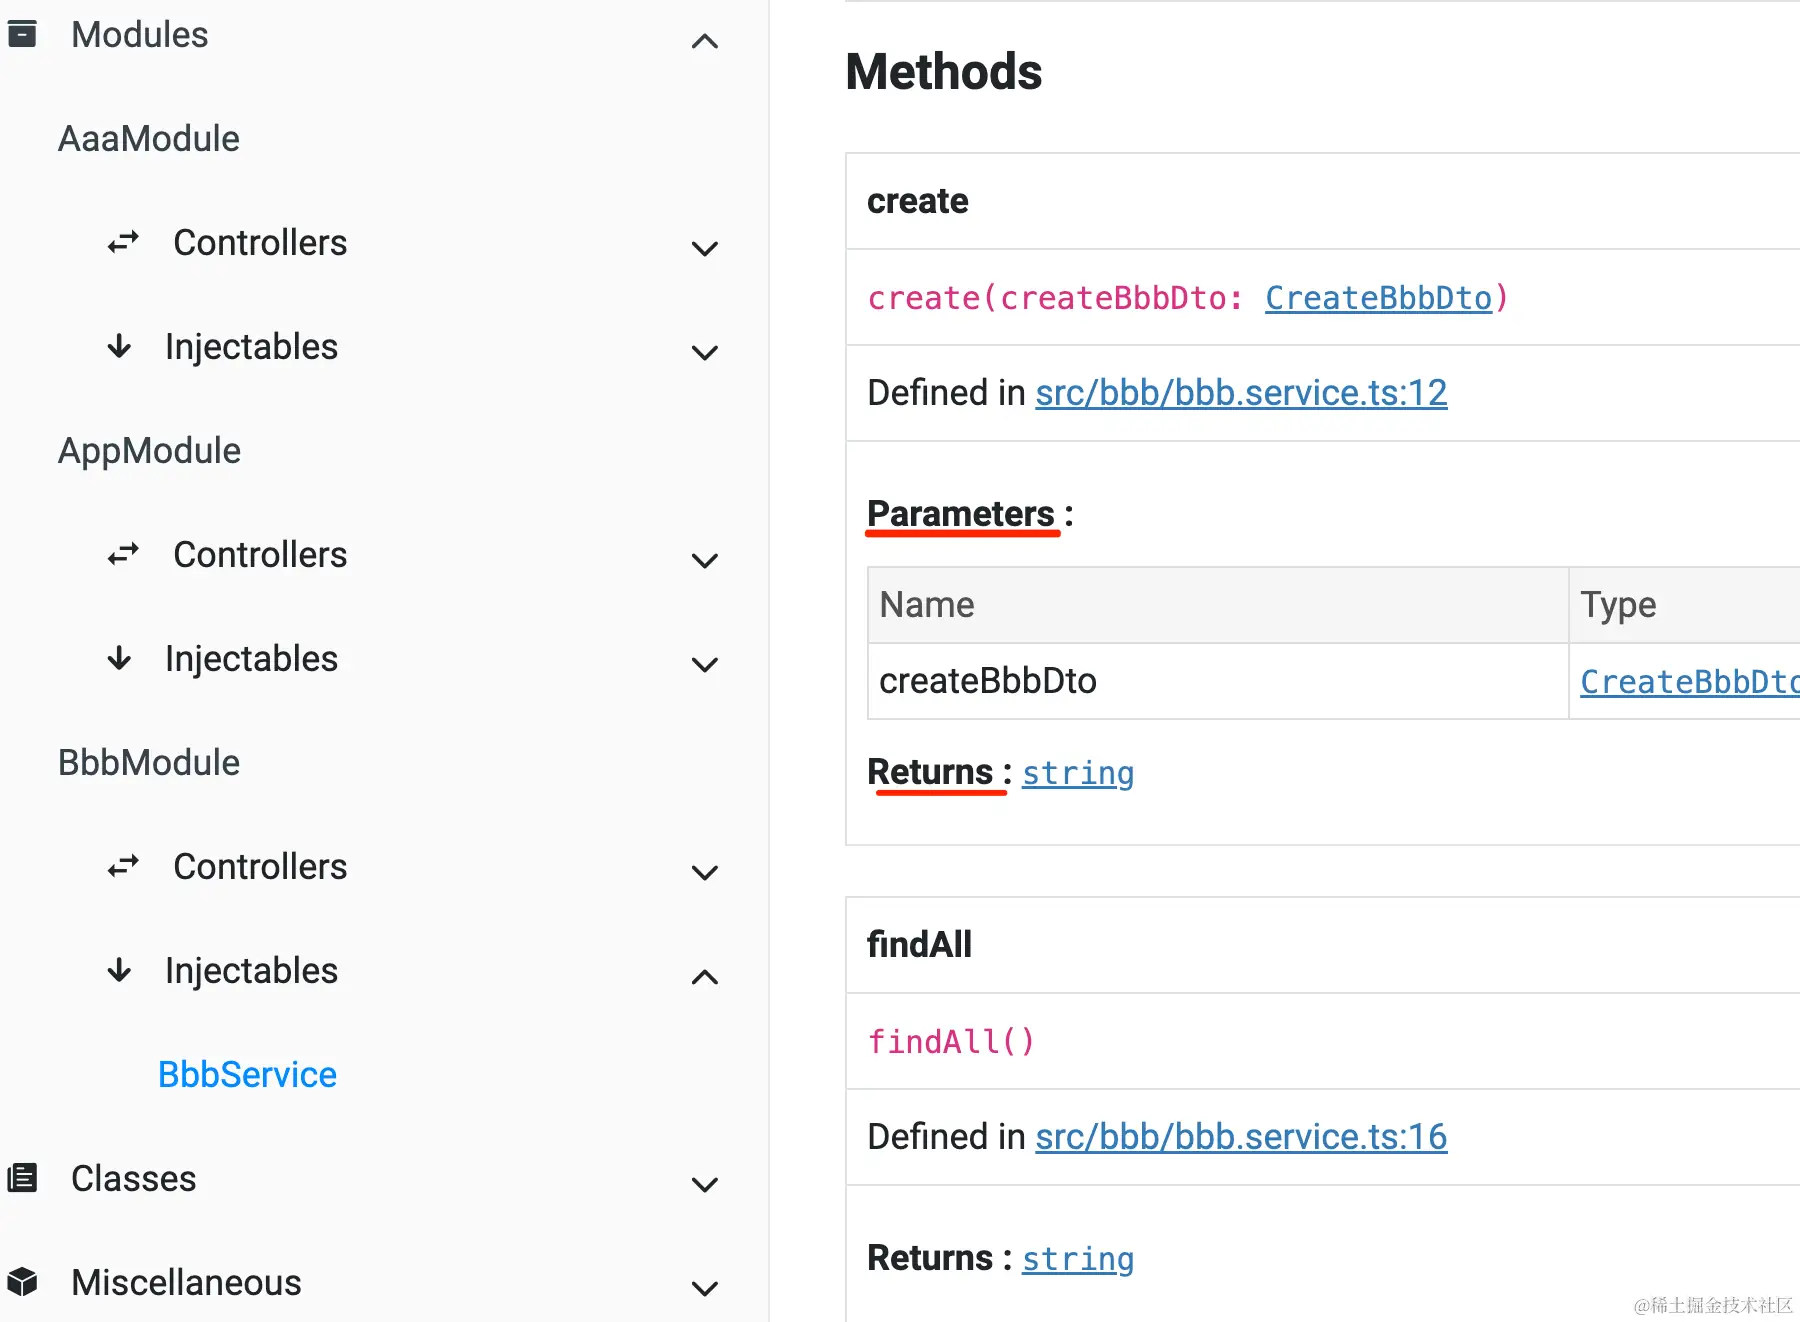 Modules
AaaModule
Controllers
Injectables
AppModule
Controllers
Injectables
BbbModule
Controllers
Injectables
BbbService
Classes
Miscellaneous
Methods
create
create(createBbbDto: CreateBbbDto)
Defined in src/bbb/bbb.service.ts:12
Parameters :
Name Type
createBbbDto CreateBbbDto
Returns : string
findAll
findAll()
Defined in src/bbb/bbb.service.ts:16
Returns : string
@稀土掘金技术社区